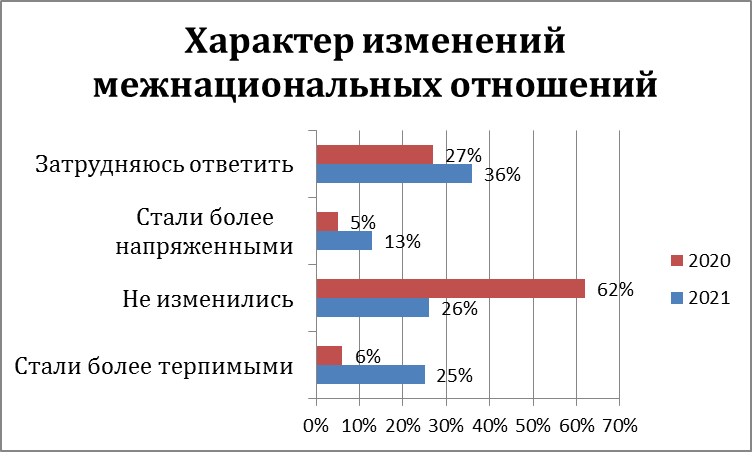 Характер изменений
межнациональных отношений
Затрудняюсь ответить
27%
36%
Стали более
напряженными
5%
13%
Не изменились
62%
26%
Стали более терпимыми
6%
25%
2020
2021
0% 10% 20% 30% 40% 50% 60% 70%